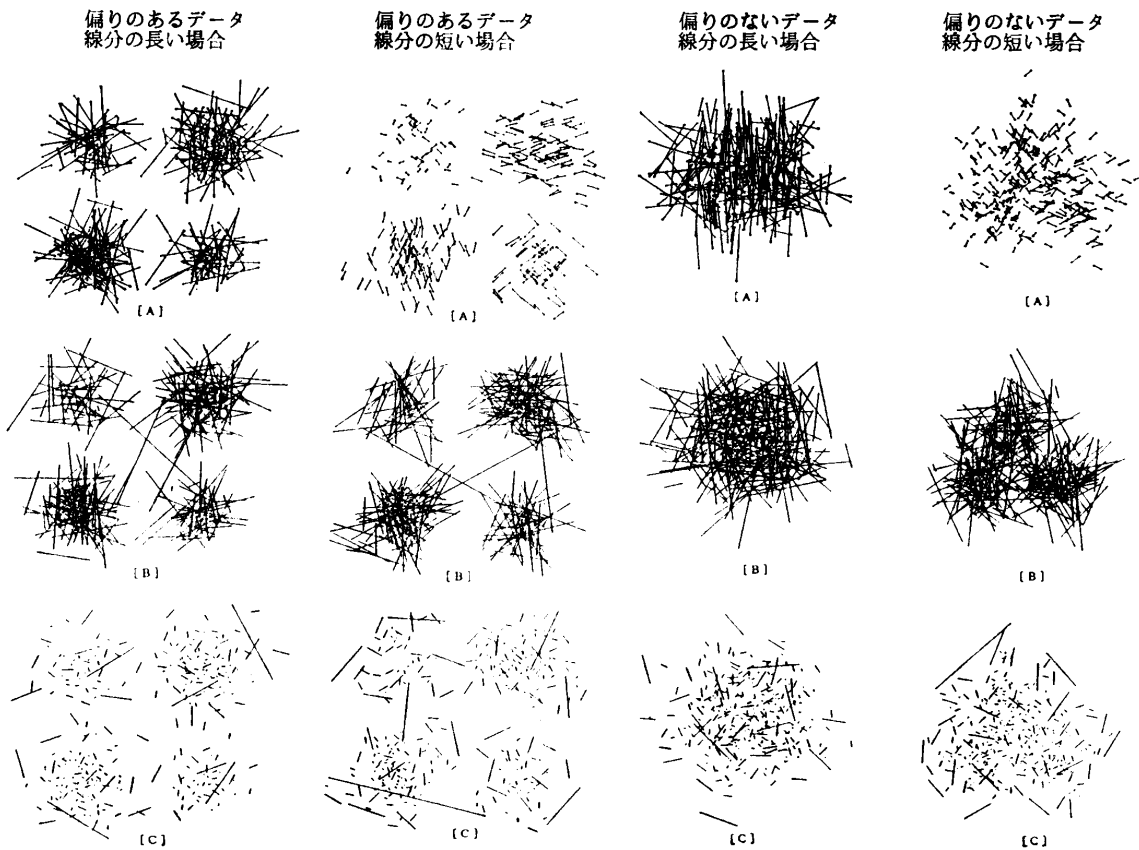 偏りのあるデータ
線分の長い場合
偏りのあるデータ
線分の短い場合
偏りのないデータ
線分の長い場合
偏りのないデータ
線分の短い場合
[A]
[A]
[A]
[A]
[B]
[B]
[B]
[B]
[C]
[C]
[C]
[C]